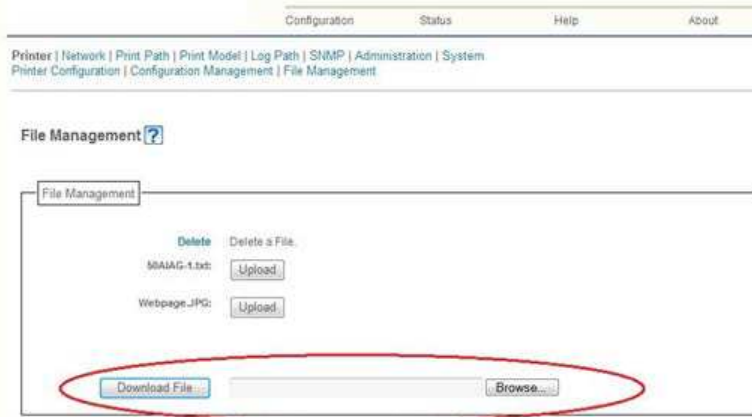 Configuration Status Help About
Printer | Network | Print Path | Print Model | Log Path | SNMP | Administration | System
Printer Configuration | Configuration Management | File Management
File Management ?
File Management
Delete Delete a File.
50AIAG-1.txt: Upload
Webpage.JPG: Upload
Download File Browse...